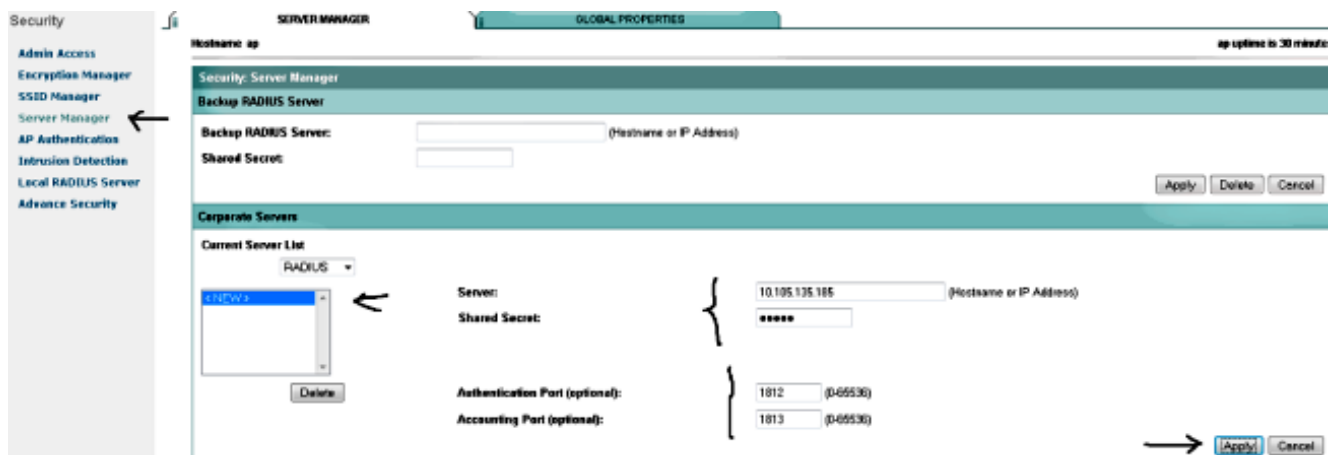 Security
SERVER MANAGER
GLOBAL PROPERTIES
Admin Access
Encryption Manager
SSID Manager
Server Manager
AP Authentication
Intrusion Detection
Local RADIUS Server
Advance Security
Hostname ap
ap uptime is 30 minute
Security: Server Manager
Backup RADIUS Server
Backup RADIUS Server: (Hostname or IP Address)
Shared Secret:
Apply Delete Cancel
Corporate Servers
Current Server List
RADIUS
<NEW>
Delete
Server: 10.105.135.185 (Hostname or IP Address)
Shared Secret: •••••
Authentication Port (optional): 1812 (0-65536)
Accounting Port (optional): 1813 (0-65536)
Apply Cancel